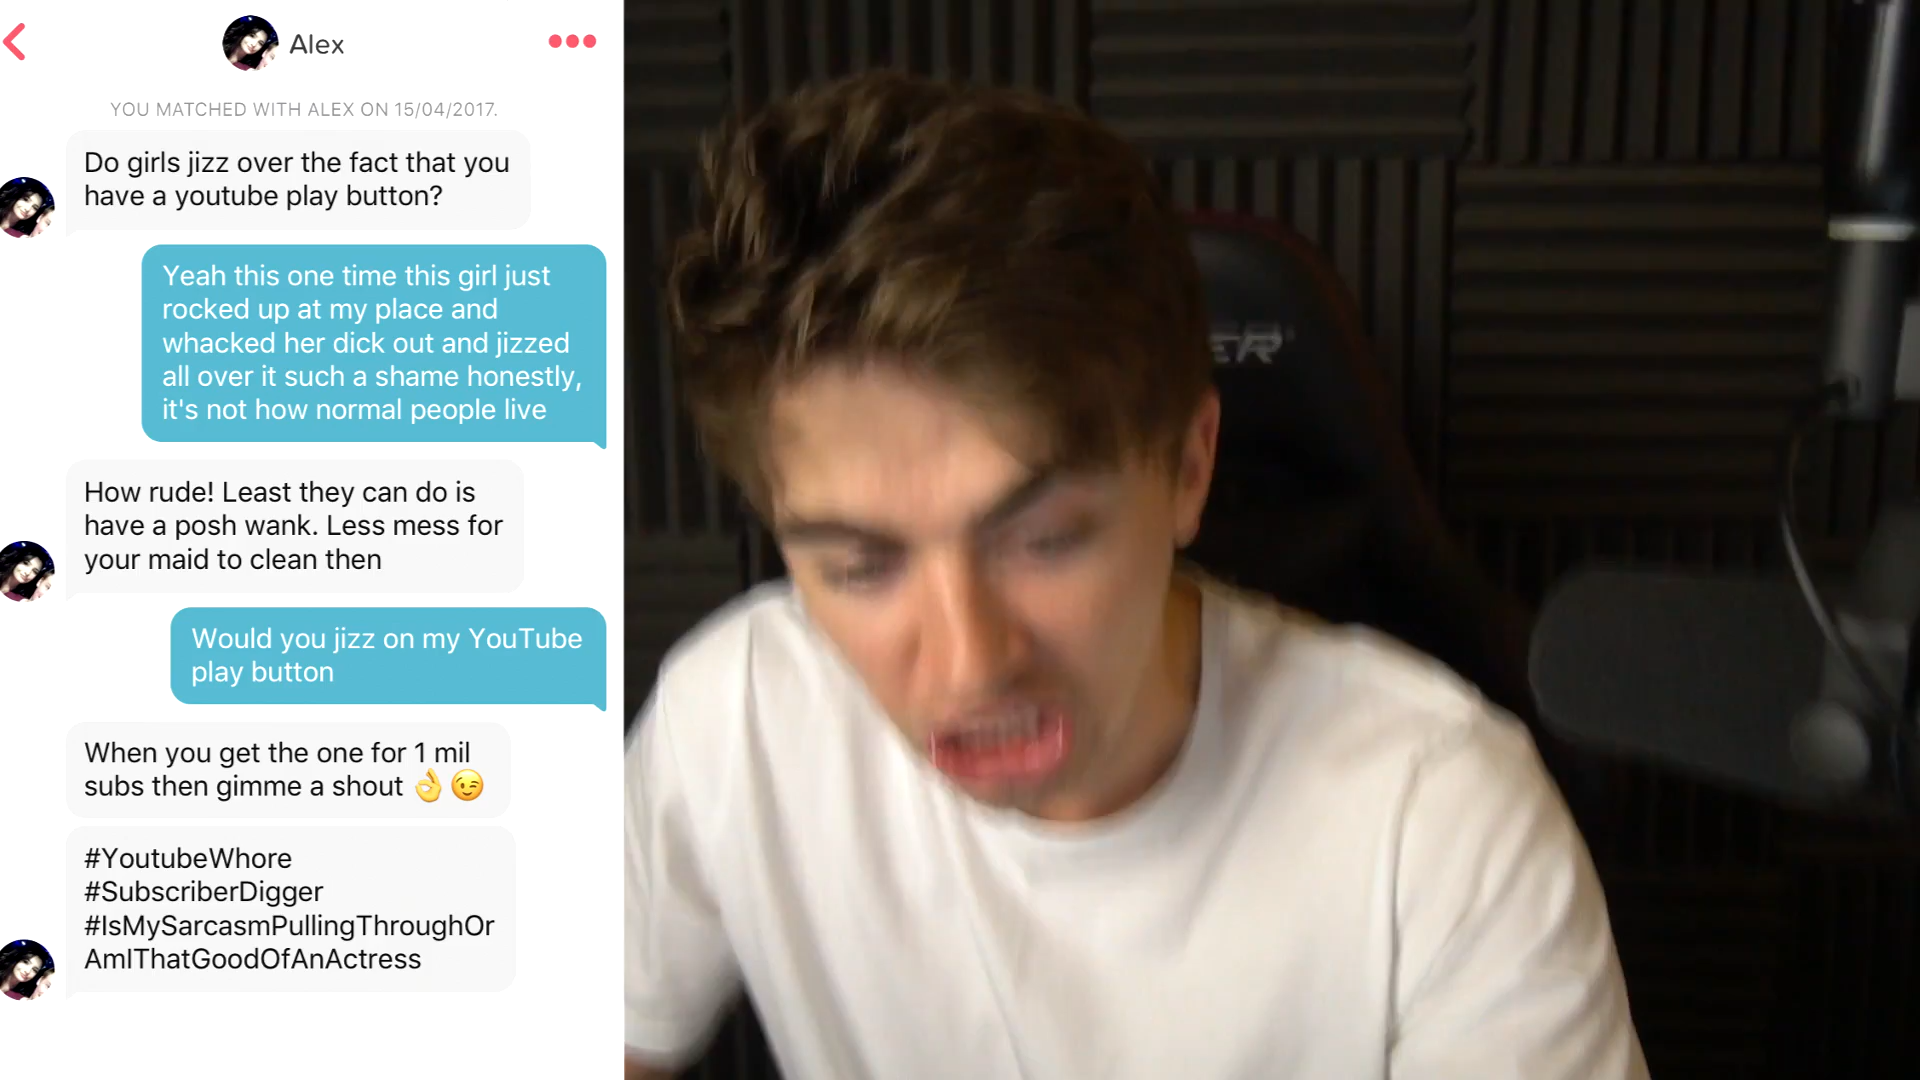 Alex
YOU MATCHED WITH ALEX ON 15/04/2017.
Do girls jizz over the fact that you
have a youtube play button?
Yeah this one time this girl just
rocked up at my place and
whacked her dick out and jizzed
all over it such a shame honestly,
it's not how normal people live
How rude! Least they can do is
have a posh wank. Less mess for
your maid to clean then
Would you jizz on my YouTube
play button
When you get the one for 1 mil
subs then gimme a shout 👌😉
#YoutubeWhore
#SubscriberDigger
#IsMySarcasmPullingThroughOr
AmIThatGoodOfAnActress